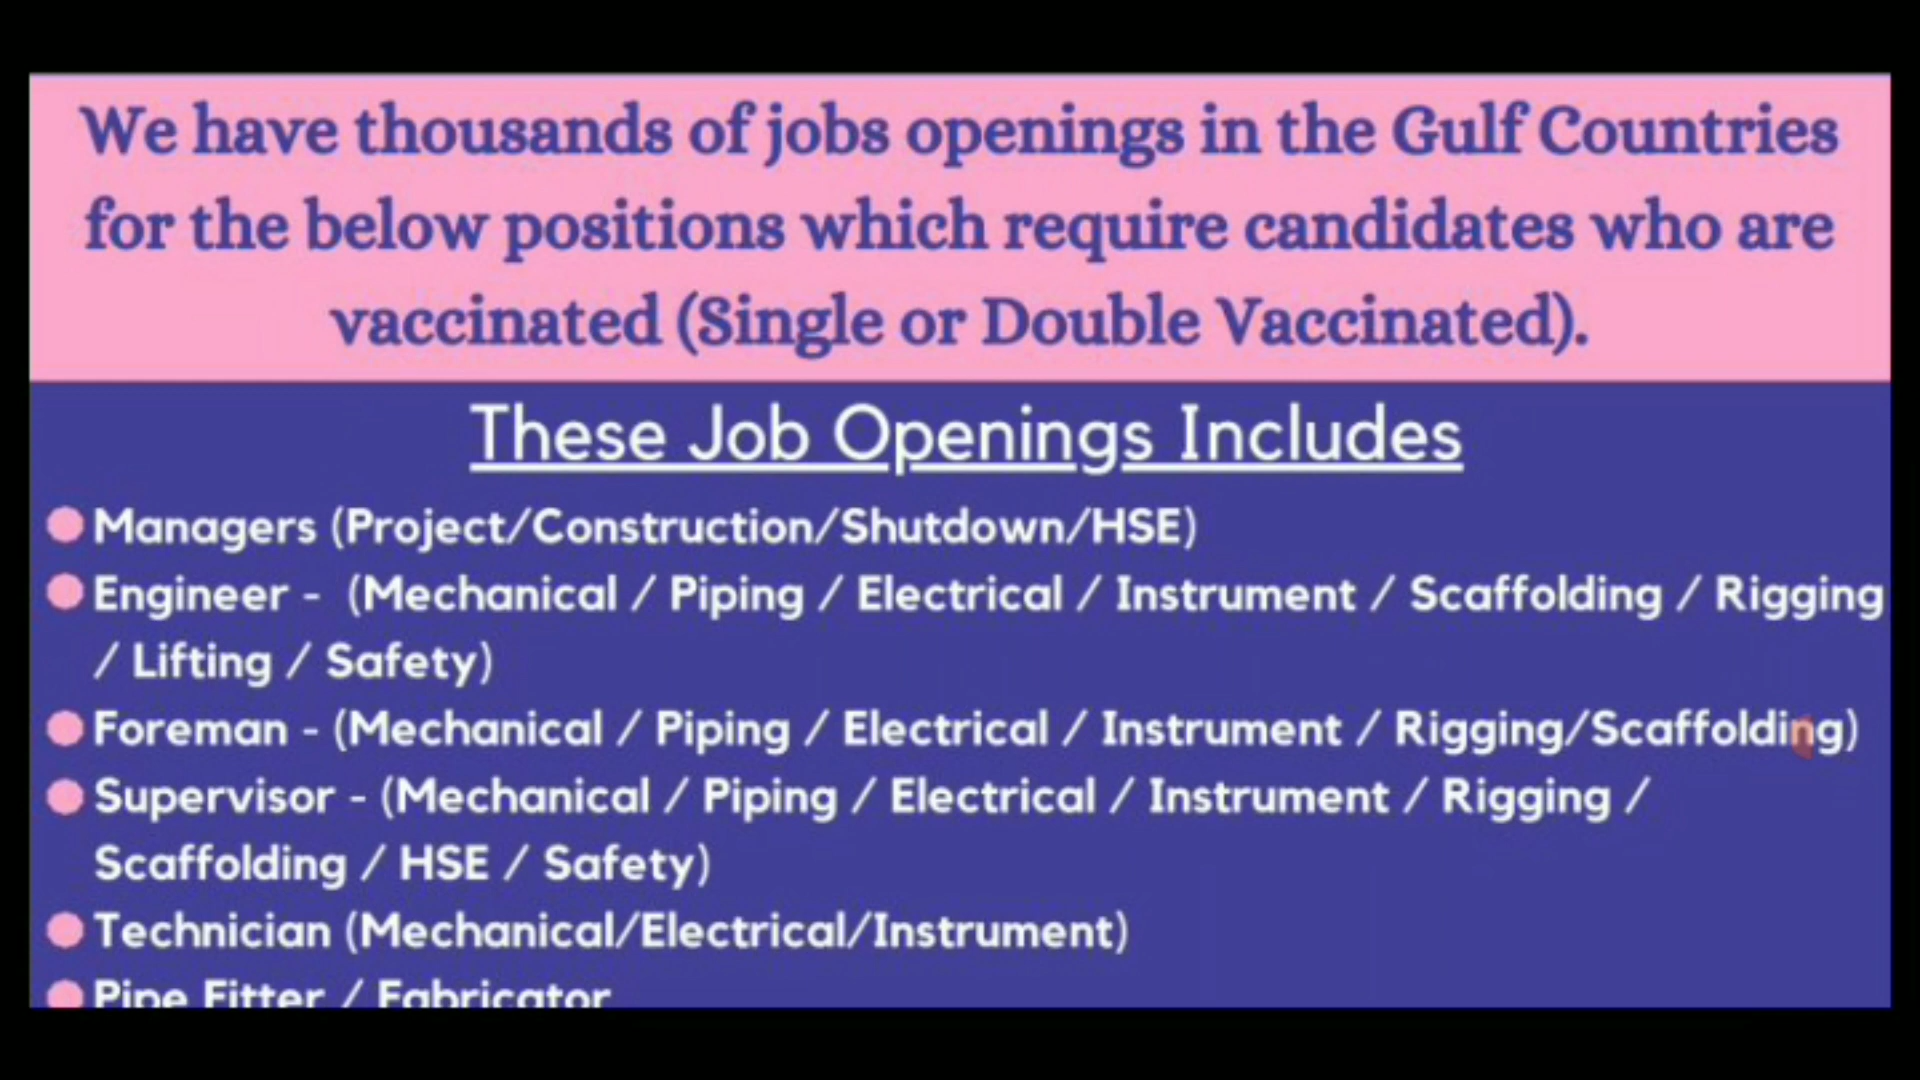 We have thousands of jobs openings in the Gulf Countries
for the below positions which require candidates who are
vaccinated (Single or Double Vaccinated).
These Job Openings Includes
Managers (Project/Construction/Shutdown/HSE)
Engineer - (Mechanical / Piping / Electrical / Instrument / Scaffolding / Rigging
/ Lifting / Safety)
Foreman - (Mechanical / Piping / Electrical / Instrument / Rigging/Scaffolding)
Supervisor - (Mechanical / Piping / Electrical / Instrument / Rigging /
Scaffolding / HSE / Safety)
Technician (Mechanical/Electrical/Instrument)
Pipe Fitter / Fabricator